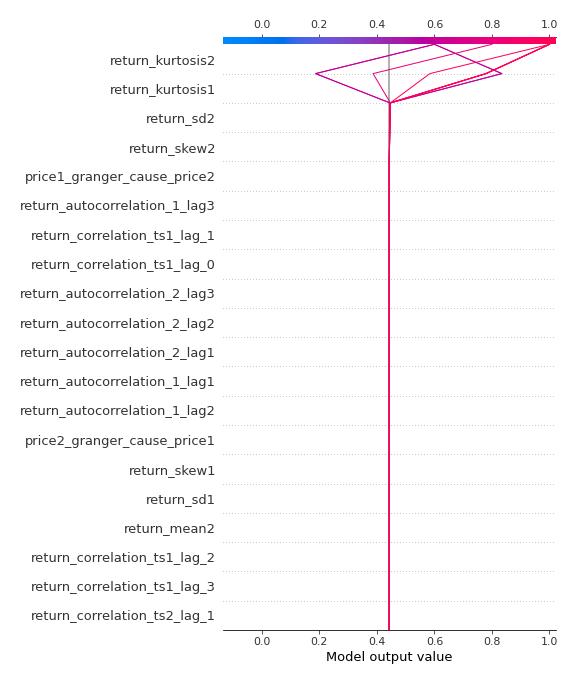 0.0 0.2 0.4 0.6 0.8 1.0
return_kurtosis2
return_kurtosis1
return_sd2
return_skew2
price1_granger_cause_price2
return_autocorrelation_1_lag3
return_correlation_ts1_lag_1
return_correlation_ts1_lag_0
return_autocorrelation_2_lag3
return_autocorrelation_2_lag2
return_autocorrelation_2_lag1
return_autocorrelation_1_lag1
return_autocorrelation_1_lag2
price2_granger_cause_price1
return_skew1
return_sd1
return_mean2
return_correlation_ts1_lag_2
return_correlation_ts1_lag_3
return_correlation_ts2_lag_1
0.0 0.2 0.4 0.6 0.8 1.0
Model output value